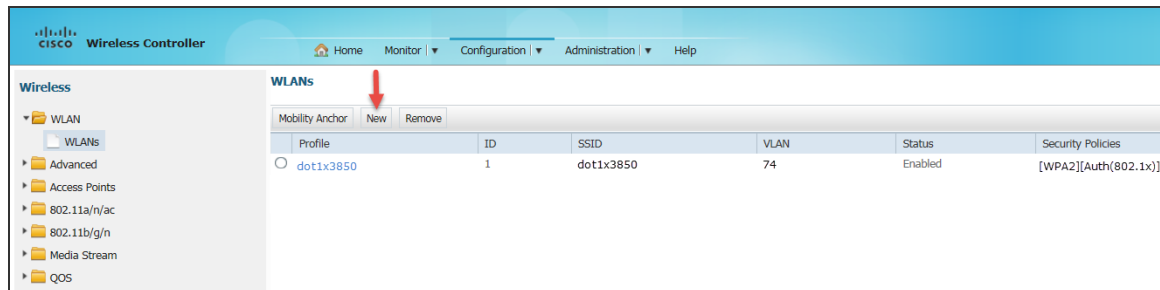 CISCO Wireless Controller
Home Monitor Configuration Administration Help
Wireless
WLAN
WLANs
Advanced
Access Points
802.11a/n/ac
802.11b/g/n
Media Stream
QOS
WLANs
Mobility Anchor New Remove
Profile ID SSID VLAN Status Security Policies
dot1x3850 1 dot1x3850 74 Enabled [WPA2][Auth(802.1x)]